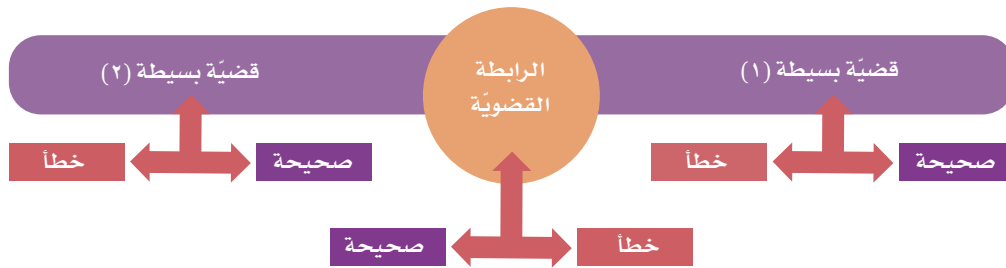 قضيّة بسيطة (١)
الرابطة
القضويّة
قضيّة بسيطة (٢)
صحيحة
خطأ
صحيحة
خطأ
خطأ
صحيحة